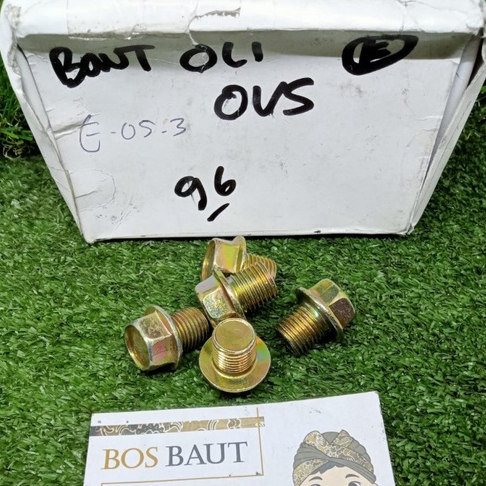 BAUT OLI E
OVS
E-05-3
96
BOS BAUT